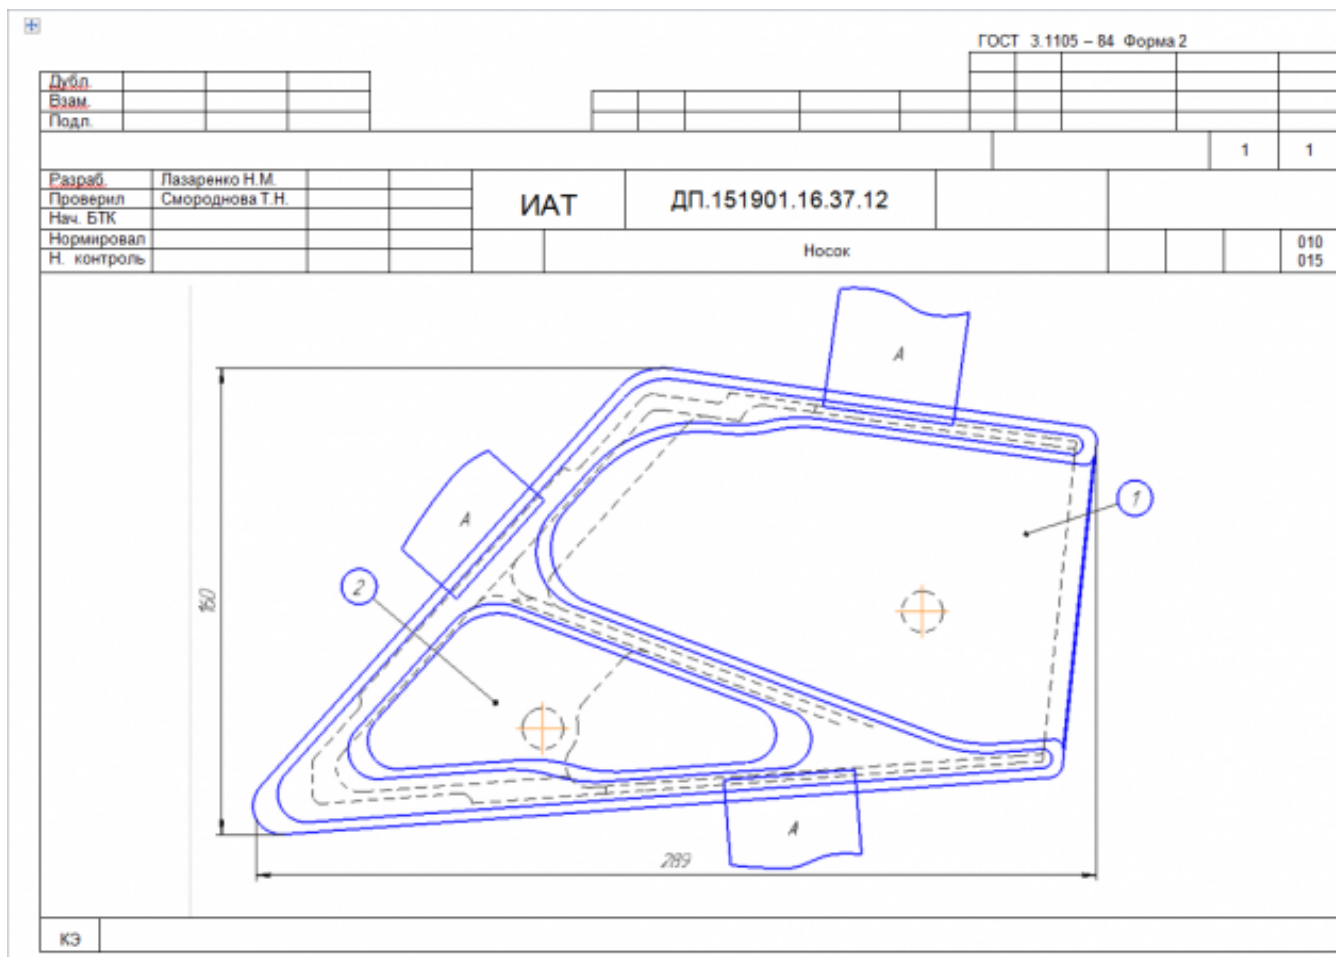 ГОСТ 3.1105 – 84 Форма 2
Дубл.
Взам.
Подл.
1 1
Разраб. Лазаренко Н.М.
Проверил Смороднова Т.Н.
Нач. БТК
ИАТ ДП.151901.16.37.12
Нормировал
Н. контроль
Носок
010
015
А
А
1
2
160
А
289
КЭ